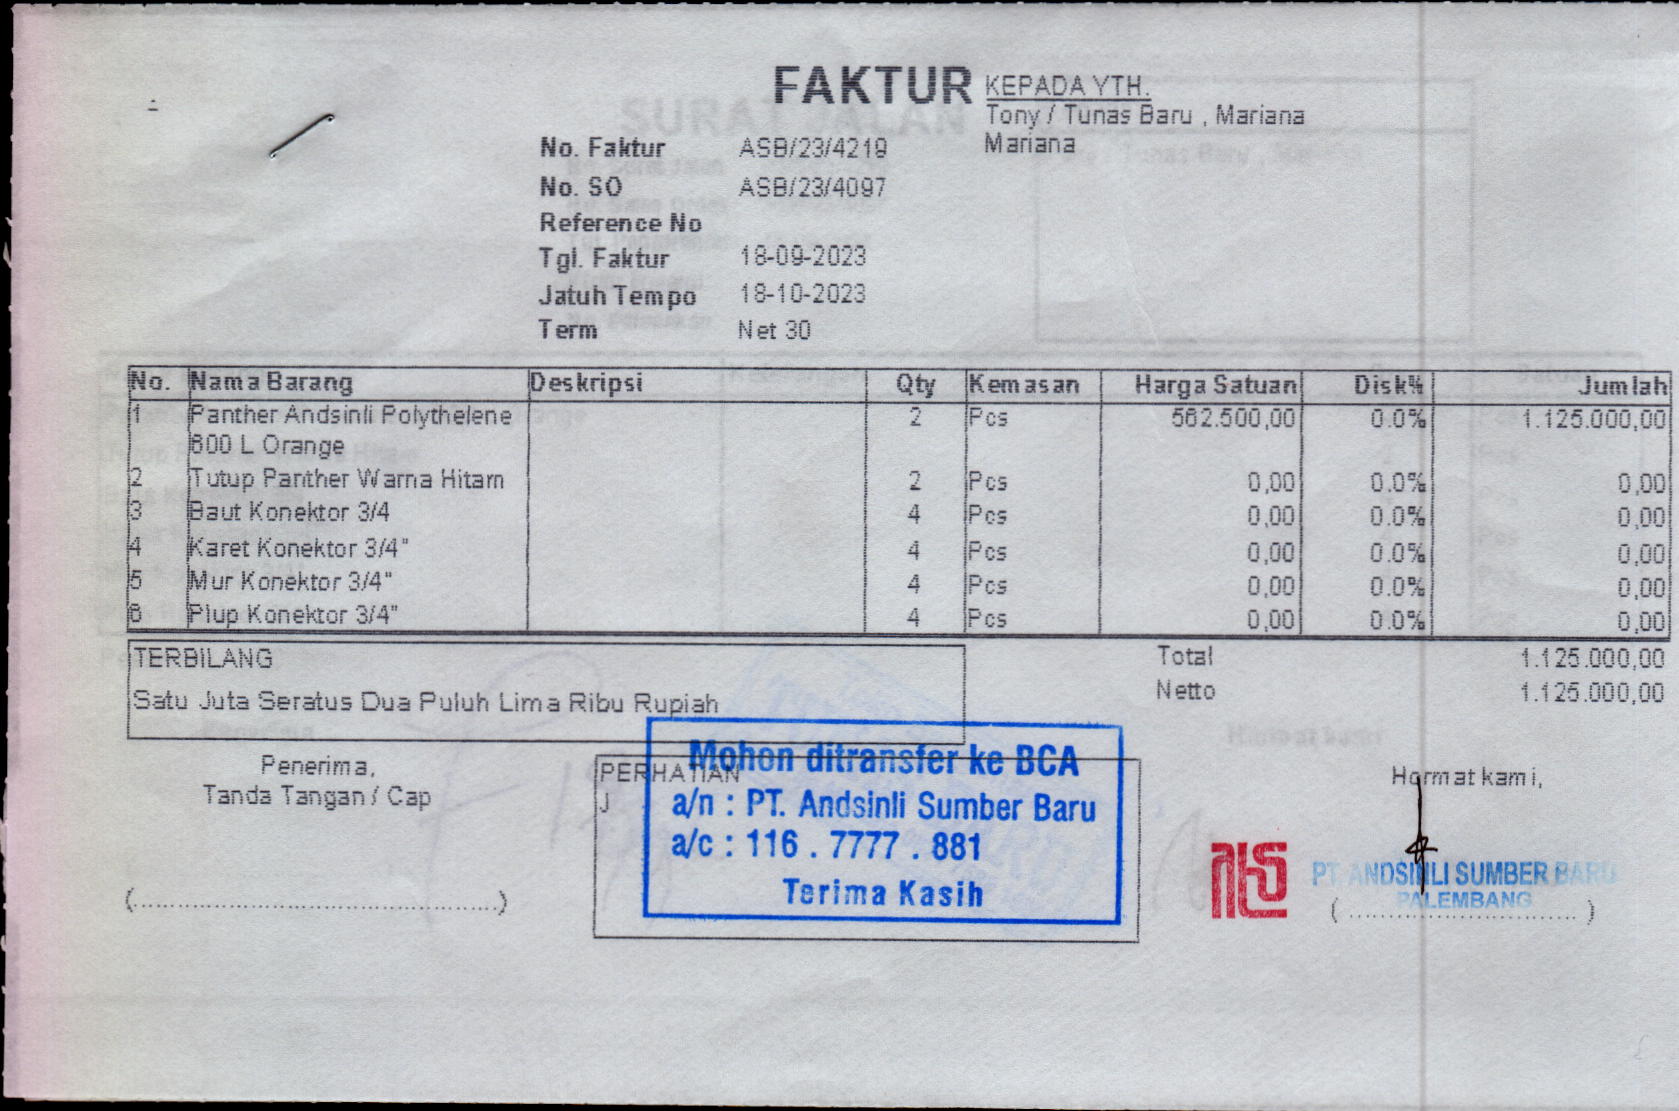 FAKTUR
KEPADA YTH.
Tony / Tunas Baru , Mariana
Mariana
No. Faktur ASB/23/4219
No. SO ASB/23/4097
Reference No
Tgl. Faktur 18-09-2023
Jatuh Tempo 18-10-2023
Term Net 30
No. Nama Barang Deskripsi Qty Kemasan Harga Satuan Disk% Jumlah
1 Panther Andsinli Polythelene 2 Pcs 562.500,00 0.0% 1.125.000,00
600 L Orange
2 Tutup Panther Warna Hitam 2 Pcs 0,00 0.0% 0,00
3 Baut Konektor 3/4 4 Pcs 0,00 0.0% 0,00
4 Karet Konektor 3/4" 4 Pcs 0,00 0.0% 0,00
5 Mur Konektor 3/4" 4 Pcs 0,00 0.0% 0,00
6 Plup Konektor 3/4" 4 Pcs 0,00 0.0% 0,00
TERBILANG
Satu Juta Seratus Dua Puluh Lima Ribu Rupiah
Total 1.125.000,00
Netto 1.125.000,00
Penerima,
Tanda Tangan / Cap
(..................................................)
PERHATIAN
J
Mohon ditransfer ke BCA
a/n : PT. Andsinli Sumber Baru
a/c : 116 . 7777 . 881
Terima Kasih
Hormat kami,
PT ANDSINLI SUMBER BARU
PALEMBANG
( ............................... )